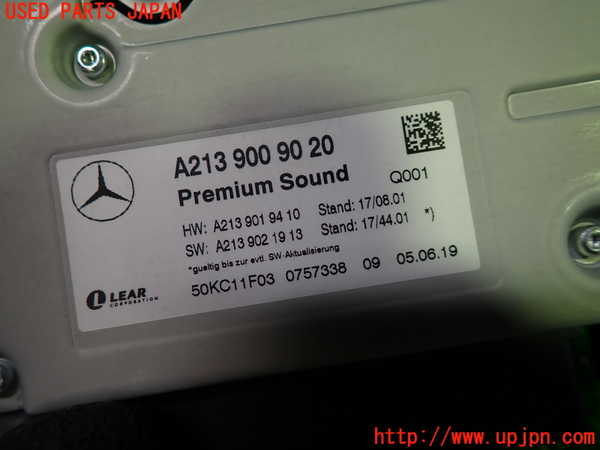 USED PARTS JAPAN
A213 900 90 20
Premium Sound
Q001
HW: A213 901 94 10 Stand: 17/08.01
SW: A213 902 19 13 Stand: 17/44.01 *)
*gueltig bis zur evtl. SW-Aktualisierung
50KC11F03 0757338 09 05.06.19
LEAR
CORPORATION
http://www.upjpn.com/